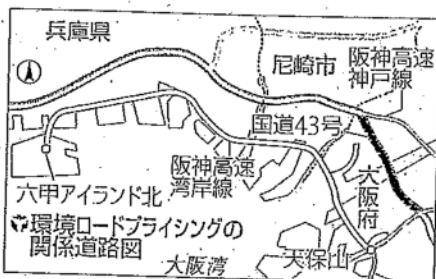 兵庫県
尼崎市
阪神高速
神戸線
国道43号
阪神高速
湾岸線
六甲アイランド北
大阪府
環境ロードプライシングの
関係道路図
天保山
大阪湾